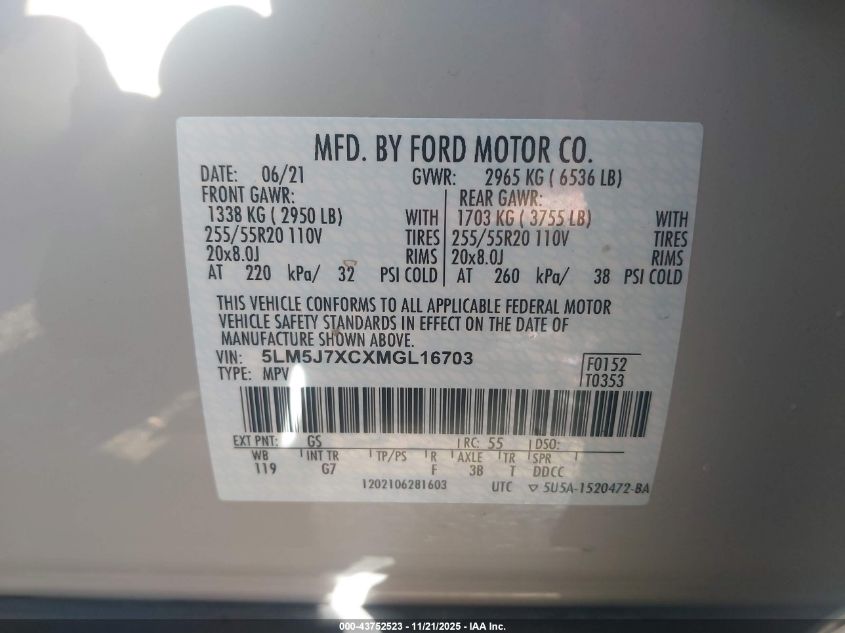 MFD. BY FORD MOTOR CO.
DATE: 06/21 GVWR: 2965 KG ( 6536 LB)
FRONT GAWR: REAR GAWR:
1338 KG ( 2950 LB) WITH 1703 KG ( 3755 LB) WITH
255/55R20 110V TIRES 255/55R20 110V TIRES
20x8.0J RIMS 20x8.0J RIMS
AT 220 kPa/ 32 PSI COLD AT 260 kPa/ 38 PSI COLD
THIS VEHICLE CONFORMS TO ALL APPLICABLE FEDERAL MOTOR
VEHICLE SAFETY STANDARDS IN EFFECT ON THE DATE OF
MANUFACTURE SHOWN ABOVE.
VIN: 5LM5J7XCXMGL16703
TYPE: MPV
F0152
T0353
EXT PNT: GS RC: 55 DSO:
WB INT TR TP/PS R AXLE TR SPR
119 G7 F 3B T DDCC
1202106281603 UTC ▽ 5U5A-1520472-BA
000-43752523 - 11/21/2025 - IAA Inc.